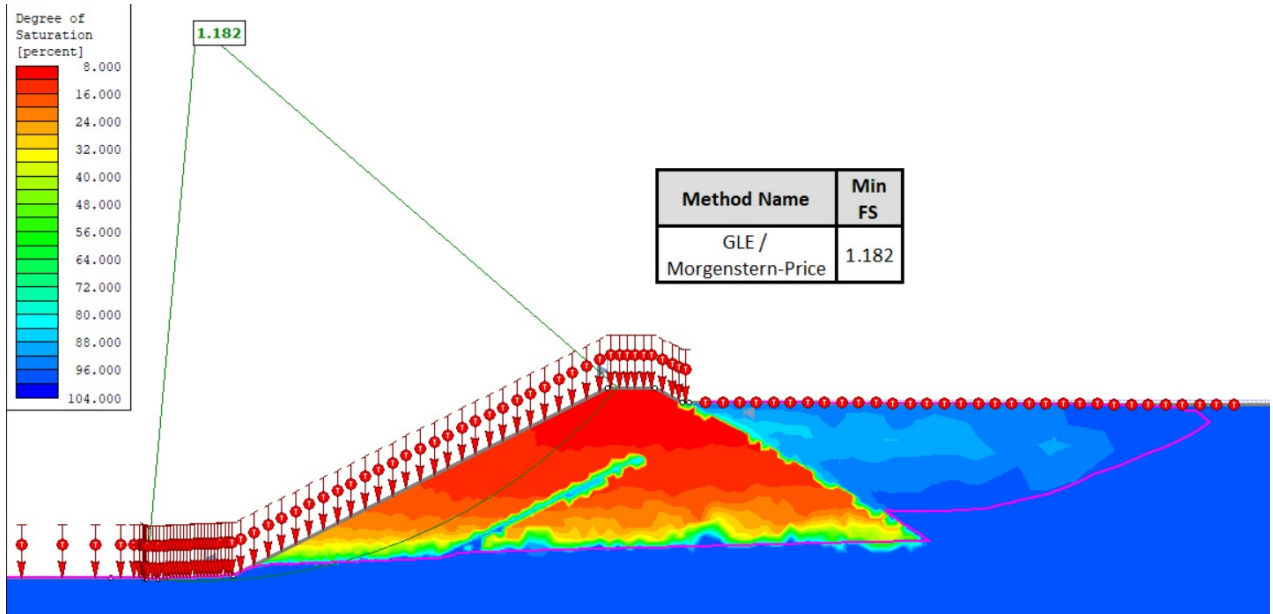 Degree of
Saturation
[percent]
8.000
16.000
24.000
32.000
40.000
48.000
56.000
64.000
72.000
80.000
88.000
96.000
104.000
1.182
Method Name Min FS
GLE / Morgenstern-Price 1.182
T T T T T T T T T T T T T T T T T T T T T T T T T T T T T T T T T T T T T T T T